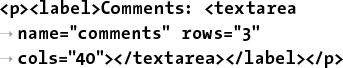 <p><label>Comments: <textarea
→ name="comments" rows="3"
→ cols="40"></textarea></label></p>